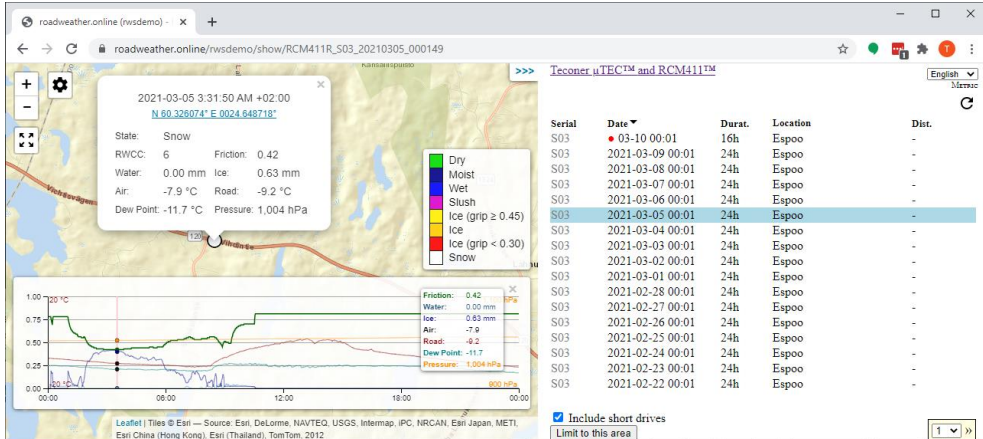 roadweather.online (rwsdemo) -
roadweather.online/rwsdemo/show/RCM411R_S03_20210305_000149
>>>
2021-03-05 3:31:50 AM +02:00
N 60.326074° E 0024.648718°
State: Snow
RWCC: 6 Friction: 0.42
Water: 0.00 mm Ice: 0.63 mm
Air: -7.9 °C Road: -9.2 °C
Dew Point: -11.7 °C Pressure: 1,004 hPa
Dry
Moist
Wet
Slush
Ice (grip ≥ 0.45)
Ice
Ice (grip < 0.30)
Snow
120 Vihdin tie
1.00 20 °C
0.75
0.50
0.25
0.00 -20 °C 900 hPa
00:00 06:00 12:00 18:00 00:00
Friction: 0.42
Water: 0.00 mm
Ice: 0.63 mm
Air: -7.9
Road: -9.2
Dew Point: -11.7
Pressure: 1,004 hPa
Leaflet | Tiles © Esri — Source: Esri, DeLorme, NAVTEQ, USGS, Intermap, iPC, NRCAN, Esri Japan, METI,
Esri China (Hong Kong), Esri (Thailand), TomTom, 2012
Teconer µTEC™ and RCM411™
English
Metric
Serial Date Durat. Location Dist.
S03 03-10 00:01 16h Espoo -
S03 2021-03-09 00:01 24h Espoo -
S03 2021-03-08 00:01 24h Espoo -
S03 2021-03-07 00:01 24h Espoo -
S03 2021-03-06 00:01 24h Espoo -
S03 2021-03-05 00:01 24h Espoo -
S03 2021-03-04 00:01 24h Espoo -
S03 2021-03-03 00:01 24h Espoo -
S03 2021-03-02 00:01 24h Espoo -
S03 2021-03-01 00:01 24h Espoo -
S03 2021-02-28 00:01 24h Espoo -
S03 2021-02-27 00:01 24h Espoo -
S03 2021-02-26 00:01 24h Espoo -
S03 2021-02-25 00:01 24h Espoo -
S03 2021-02-24 00:01 24h Espoo -
S03 2021-02-23 00:01 24h Espoo -
S03 2021-02-22 00:01 24h Espoo -
Include short drives
Limit to this area
1 »